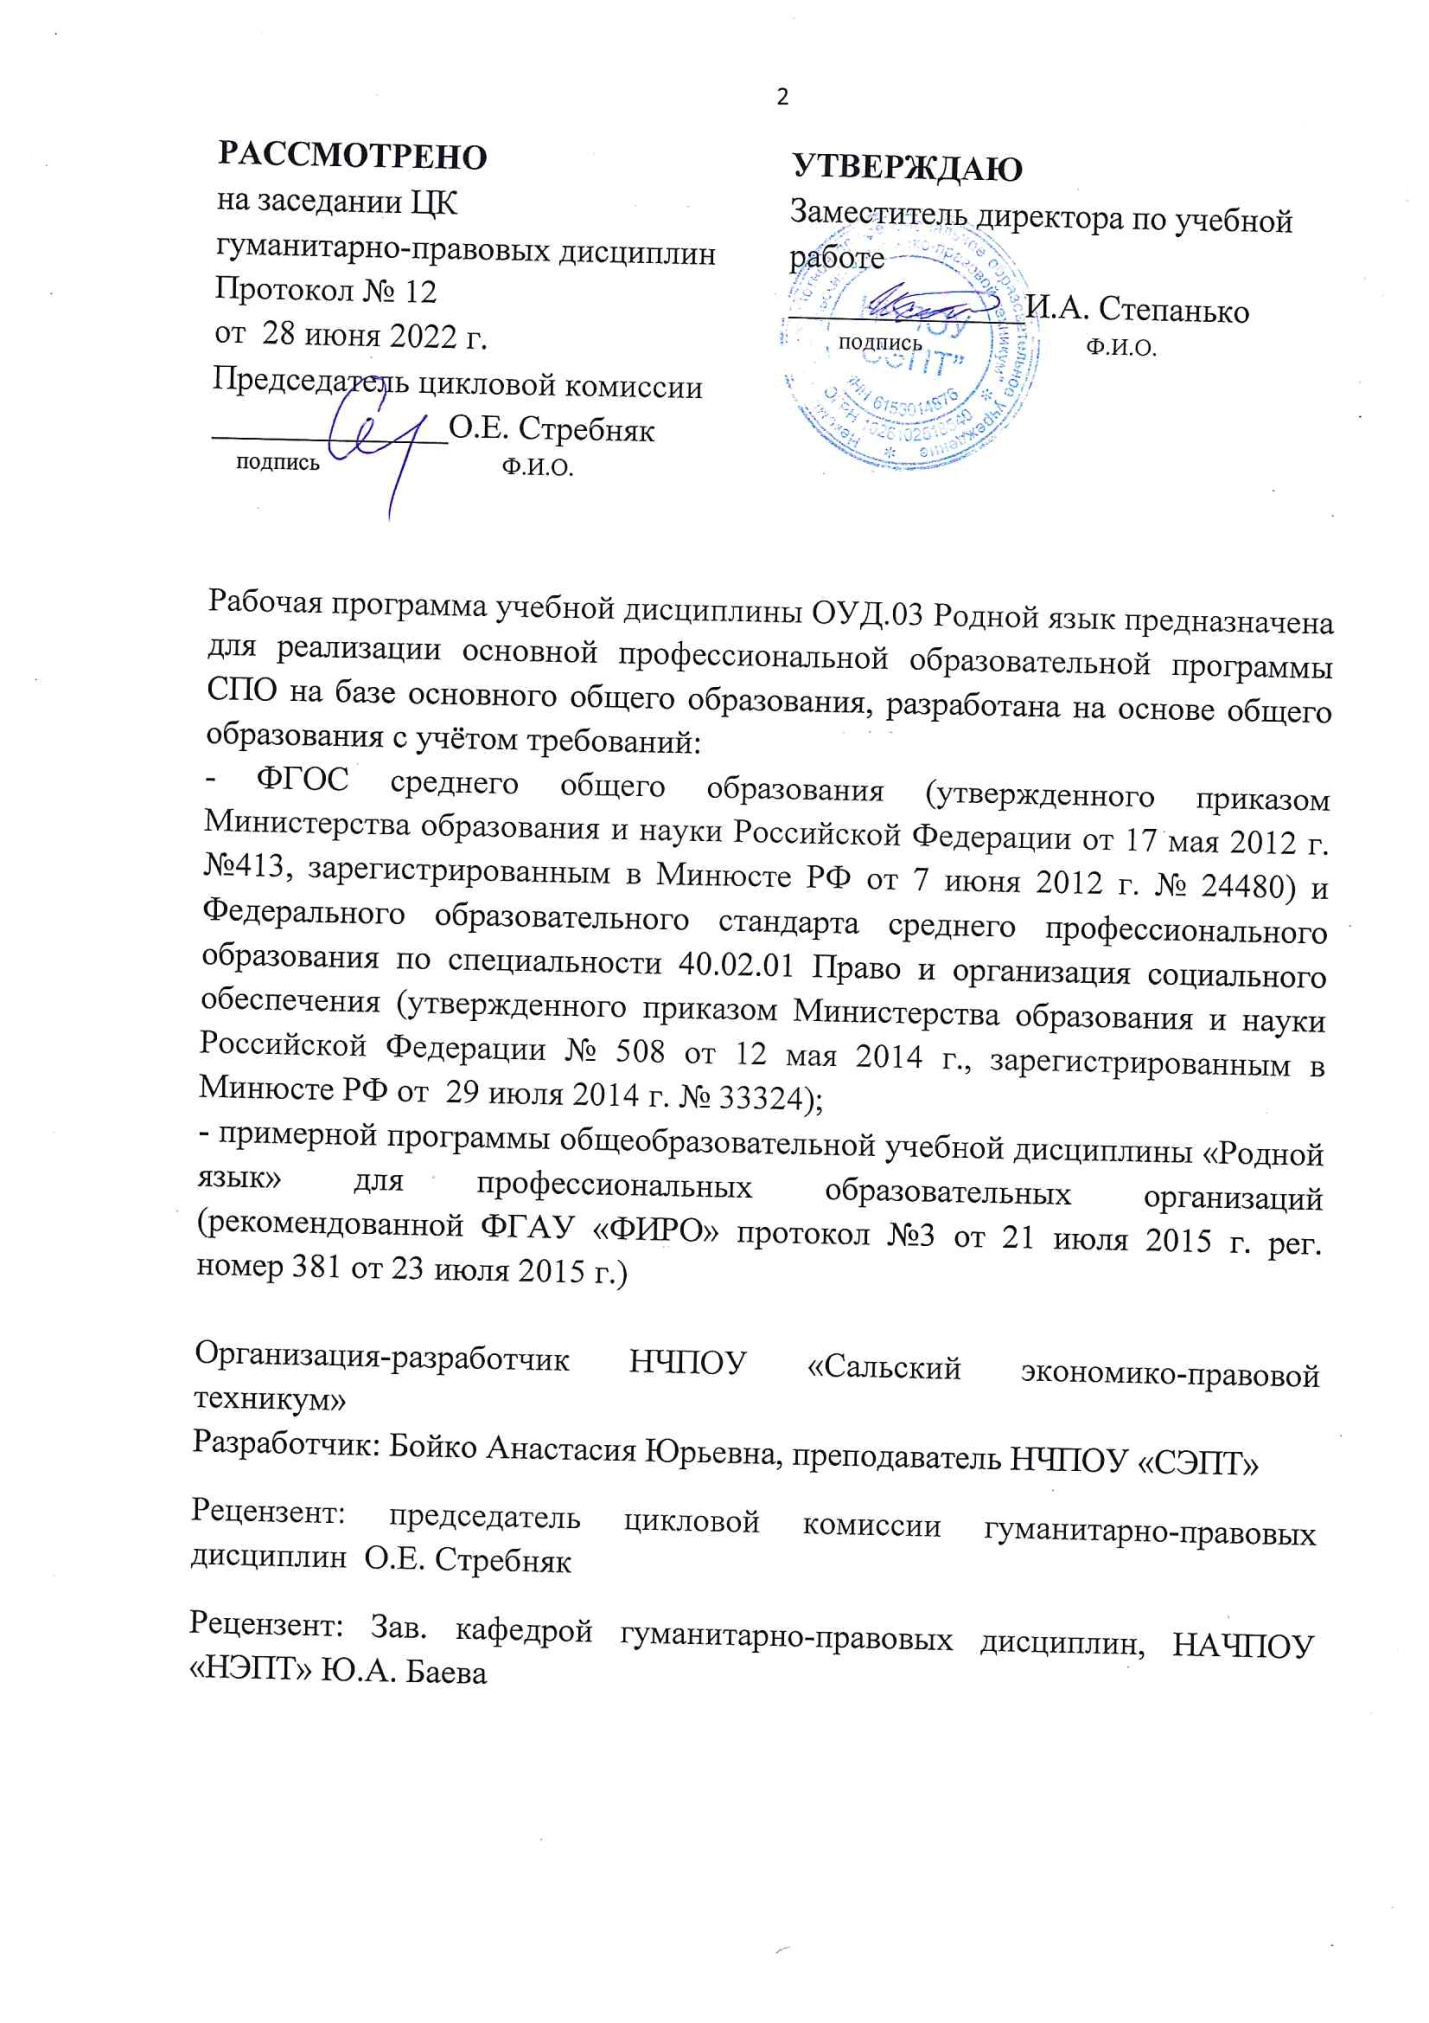 2
РАССМОТРЕНО
на заседании ЦК
гуманитарно-правовых дисциплин
Протокол № 12
от 28 июня 2022 г.
Председатель цикловой комиссии
О.Е. Стребняк
подпись Ф.И.О.
УТВЕРЖДАЮ
Заместитель директора по учебной
работе
И.А. Степанько
подпись Ф.И.О.
ИНН 6153014976
Рабочая программа учебной дисциплины ОУД.03 Родной язык предназначена
для реализации основной профессиональной образовательной программы
СПО на базе основного общего образования, разработана на основе общего
образования с учётом требований:
- ФГОС среднего общего образования (утвержденного приказом
Министерства образования и науки Российской Федерации от 17 мая 2012 г.
№413, зарегистрированным в Минюсте РФ от 7 июня 2012 г. № 24480) и
Федерального образовательного стандарта среднего профессионального
образования по специальности 40.02.01 Право и организация социального
обеспечения (утвержденного приказом Министерства образования и науки
Российской Федерации № 508 от 12 мая 2014 г., зарегистрированным в
Минюсте РФ от 29 июля 2014 г. № 33324);
- примерной программы общеобразовательной учебной дисциплины «Родной
язык» для профессиональных образовательных организаций
(рекомендованной ФГАУ «ФИРО» протокол №3 от 21 июля 2015 г. рег.
номер 381 от 23 июля 2015 г.)
Организация-разработчик НЧПОУ «Сальский экономико-правовой
техникум»
Разработчик: Бойко Анастасия Юрьевна, преподаватель НЧПОУ «СЭПТ»
Рецензент: председатель цикловой комиссии гуманитарно-правовых
дисциплин О.Е. Стребняк
Рецензент: Зав. кафедрой гуманитарно-правовых дисциплин, НАЧПОУ
«НЭПТ» Ю.А. Баева